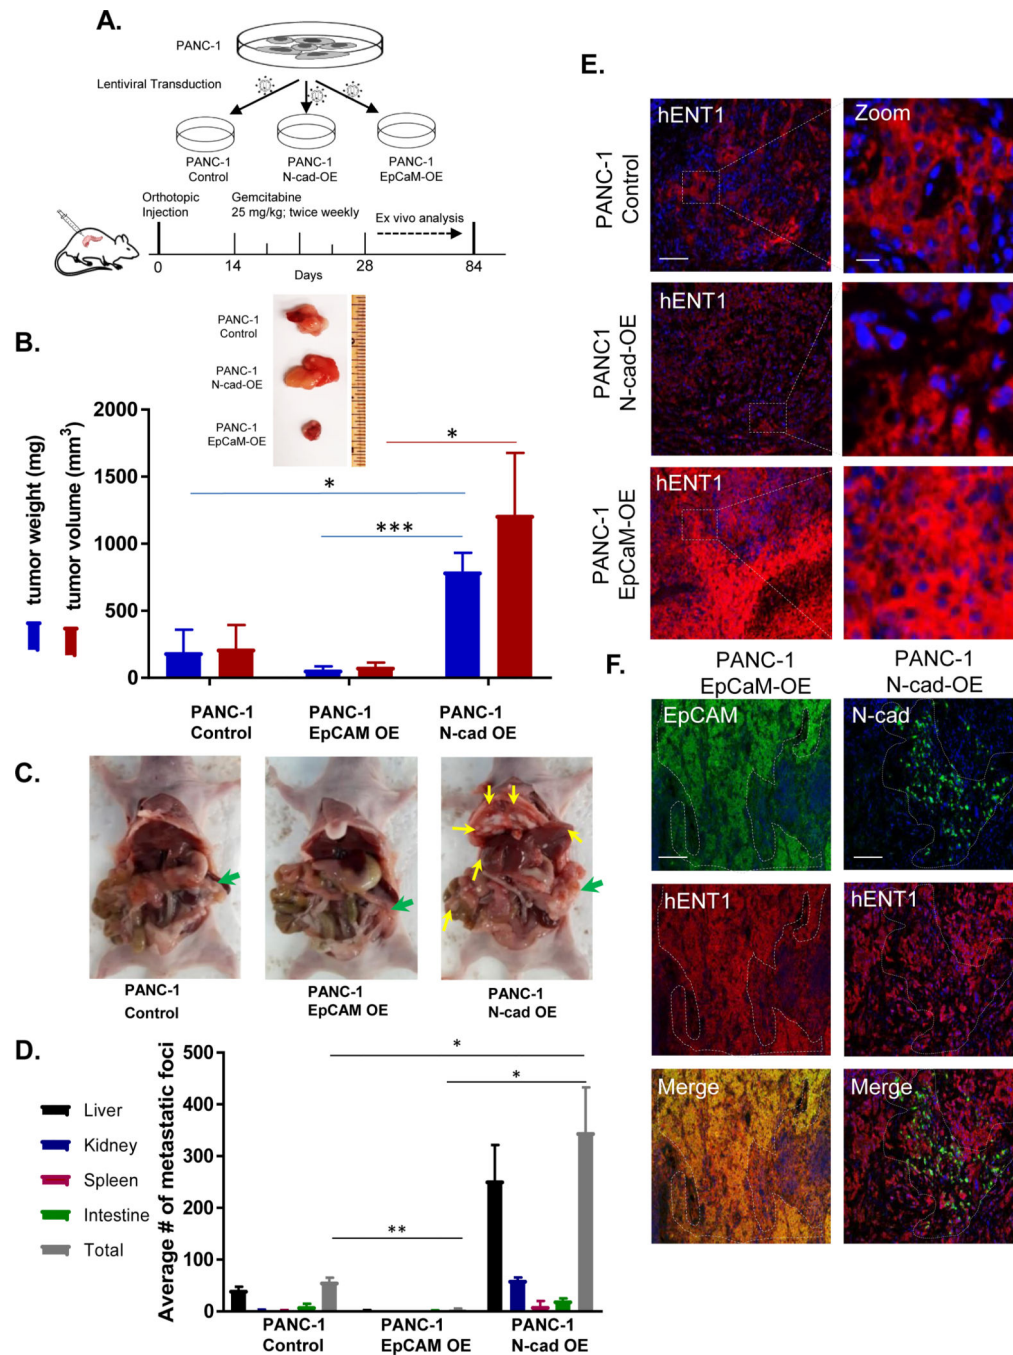 A.
PANC-1
Lentiviral Transduction
PANC-1
Control
PANC-1
N-cad-OE
PANC-1
EpCaM-OE
Orthotopic
Injection
Gemcitabine
25 mg/kg; twice weekly
Ex vivo analysis
0
14
28
84
Days
B.
PANC-1
Control
PANC-1
N-cad-OE
PANC-1
EpCaM-OE
tumor weight (mg)
tumor volume (mm³)
2000
1500
1000
500
0
*
*
***
PANC-1
Control
PANC-1
EpCAM OE
PANC-1
N-cad OE
C.
PANC-1
Control
PANC-1
EpCAM OE
PANC-1
N-cad OE
D.
Liver
Kidney
Spleen
Intestine
Total
Average # of metastatic foci
500
400
300
200
100
0
*
*
**
PANC-1
Control
PANC-1
EpCAM OE
PANC-1
N-cad OE
E.
PANC-1
Control
hENT1
Zoom
PANC1
N-cad-OE
hENT1
PANC-1
EpCaM-OE
hENT1
F.
PANC-1
EpCaM-OE
PANC-1
N-cad-OE
EpCAM
N-cad
hENT1
hENT1
Merge
Merge